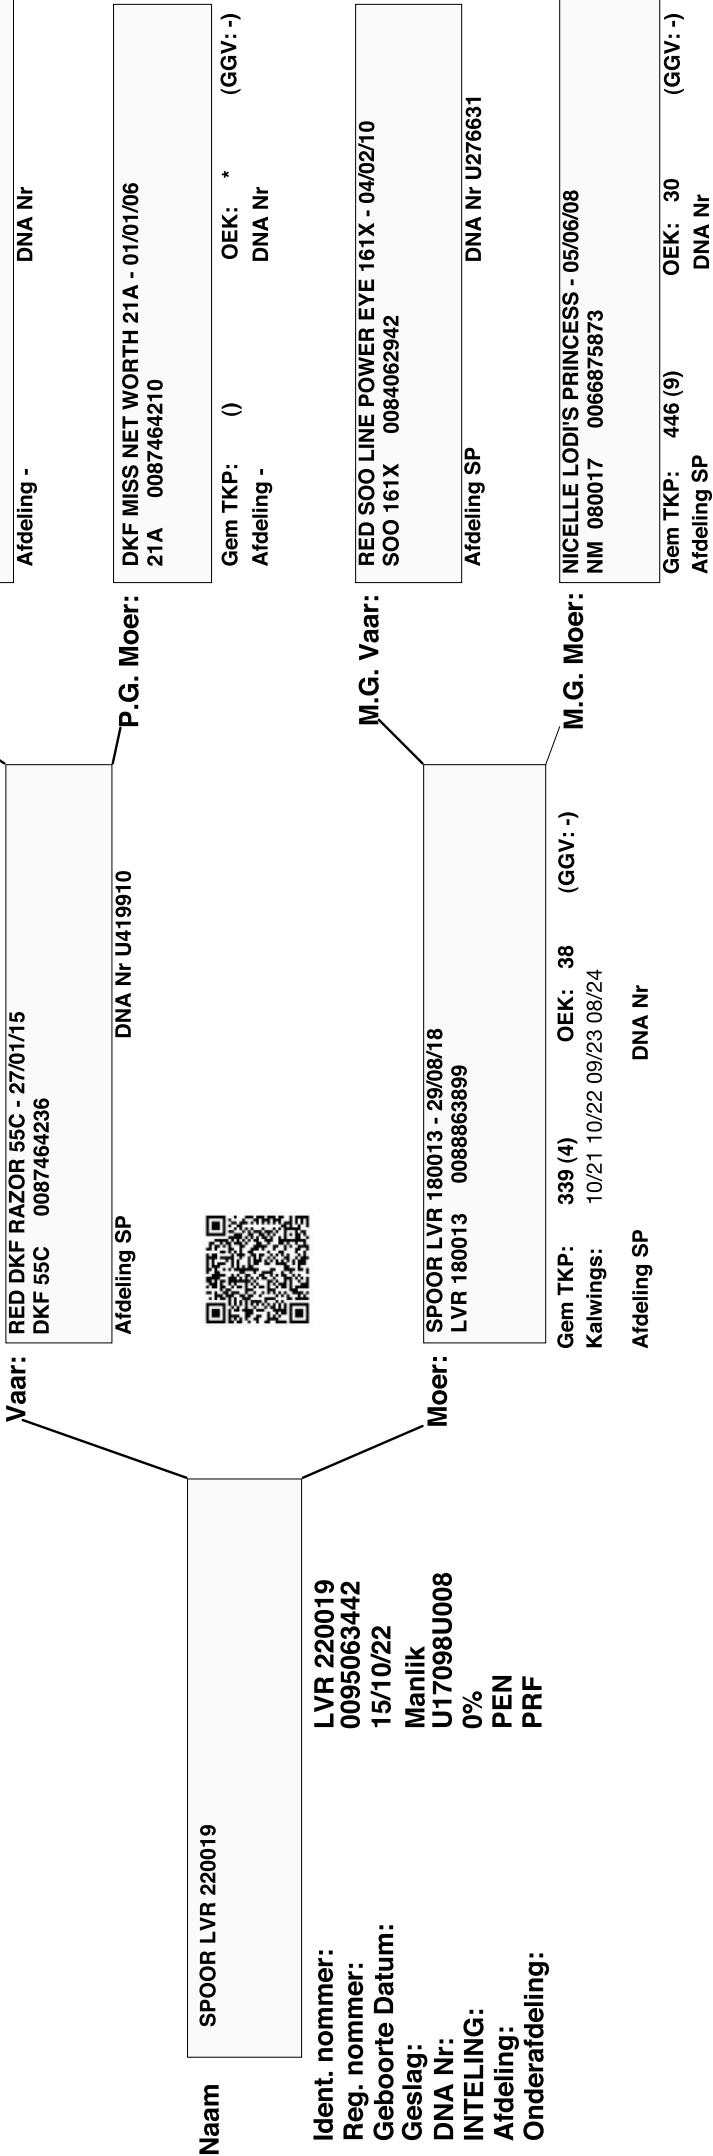 Naam
SPOOR LVR 220019
Ident. nommer: LVR 220019
Reg. nommer: 0095063442
Geboorte Datum: 15/10/22
Geslag: Manlik
DNA Nr: U17098U008
INTELING: 0%
Afdeling: PEN
Onderafdeling: PRF
Vaar:
RED DKF RAZOR 55C - 27/01/15
DKF 55C 0087464236
Afdeling SP DNA Nr U419910
Moer:
SPOOR LVR 180013 - 29/08/18
LVR 180013 0088863899
Gem TKP: 339 (4) OEK: 38 (GGV: -)
Kalwings: 10/21 10/22 09/23 08/24
Afdeling SP DNA Nr
Afdeling - DNA Nr
P.G. Moer:
DKF MISS NET WORTH 21A - 01/01/06
21A 0087464210
Gem TKP: () OEK: * (GGV: -)
Afdeling - DNA Nr
M.G. Vaar:
RED SOO LINE POWER EYE 161X - 04/02/10
SOO 161X 0084062942
Afdeling SP DNA Nr U276631
M.G. Moer:
NICELLE LODI'S PRINCESS - 05/06/08
NM 080017 0066875873
Gem TKP: 446 (9) OEK: 30 (GGV: -)
Afdeling SP DNA Nr